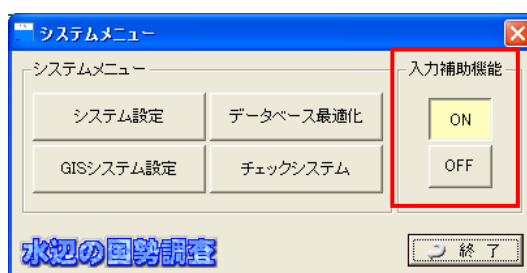 システムメニュー
システムメニュー
入力補助機能
システム設定
データベース最適化
ON
GISシステム設定
チェックシステム
OFF
水辺の国勢調査
終 了